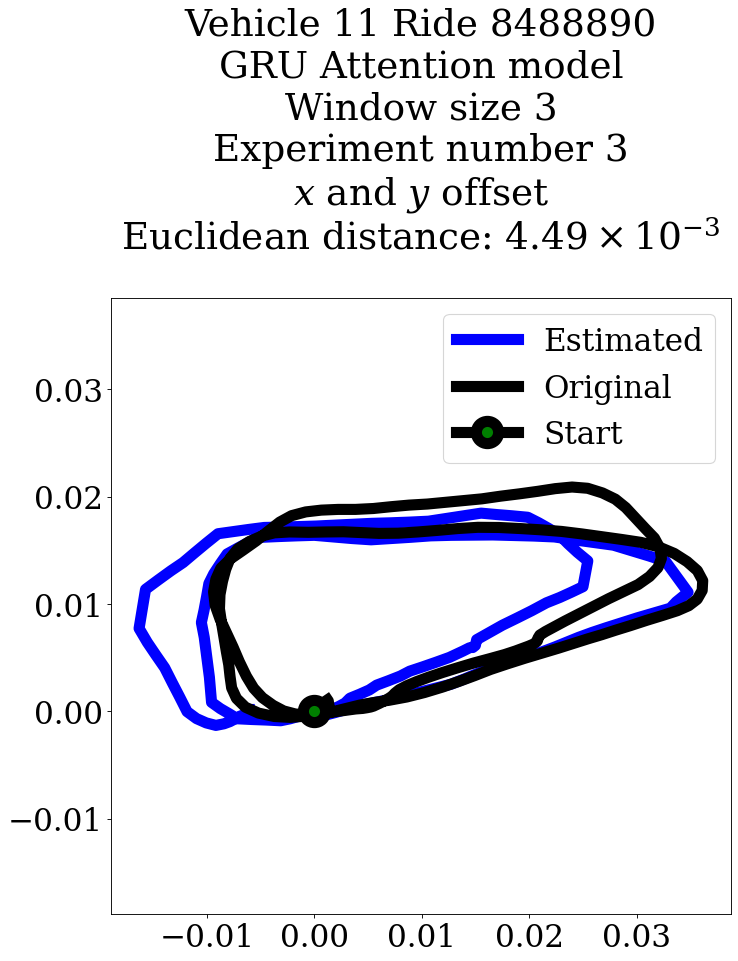 Vehicle 11 Ride 8488890
GRU Attention model
Window size 3
Experiment number 3
x and y offset
Euclidean distance: 4.49 × 10⁻³
Estimated
Original
Start
0.03
0.02
0.01
0.00
−0.01
−0.01 0.00 0.01 0.02 0.03